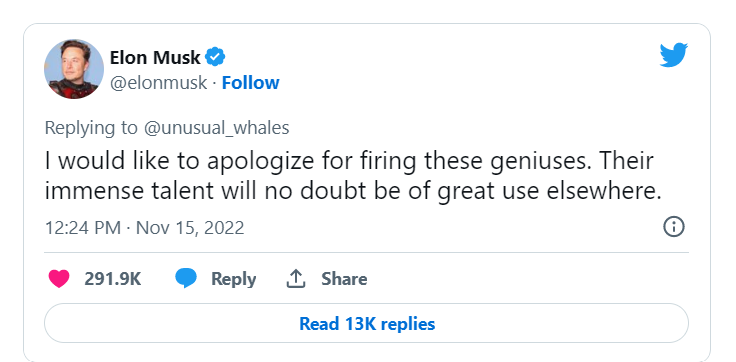 Elon Musk
@elonmusk · Follow
Replying to @unusual_whales
I would like to apologize for firing these geniuses. Their
immense talent will no doubt be of great use elsewhere.
12:24 PM · Nov 15, 2022
291.9K Reply Share
Read 13K replies